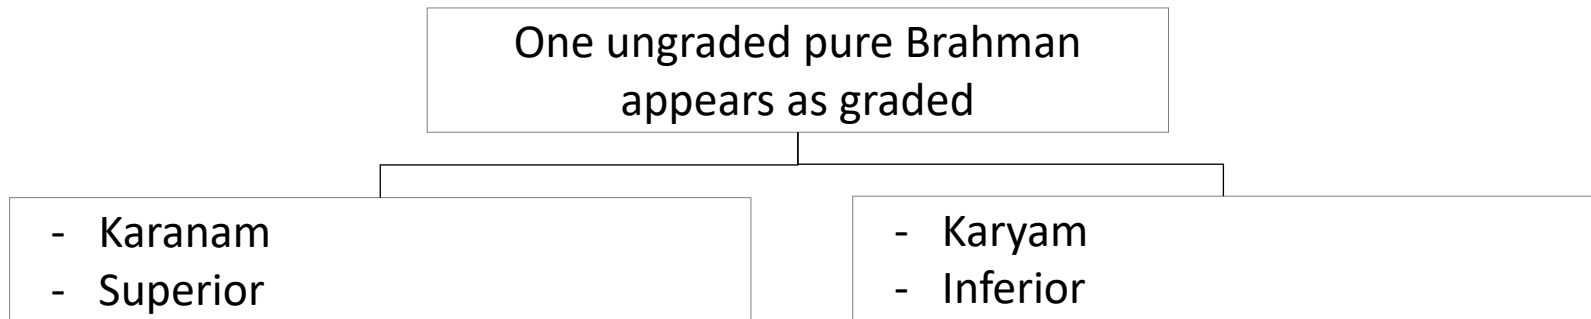 One ungraded pure Brahman
appears as graded
- Karanam
- Superior
- Karyam
- Inferior